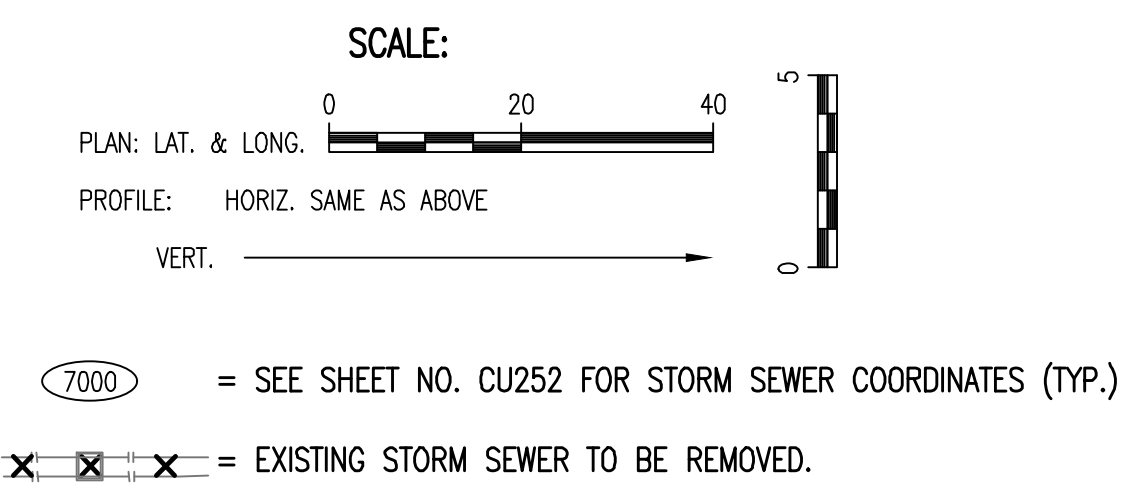 SCALE:
0 20 40
PLAN: LAT. & LONG.
PROFILE: HORIZ. SAME AS ABOVE
VERT.
5
0
7000 = SEE SHEET NO. CU252 FOR STORM SEWER COORDINATES (TYP.)
= EXISTING STORM SEWER TO BE REMOVED.